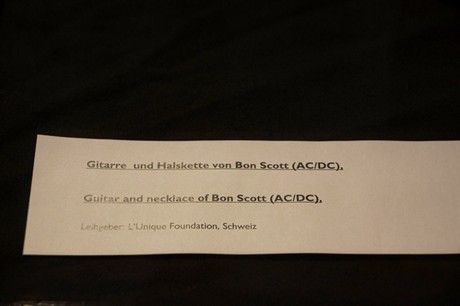 Gitarre und Halskette von Bon Scott (AC/DC),
Guitar and necklace of Bon Scott (AC/DC),
Leihgeber: L'Unique Foundation, Schweiz